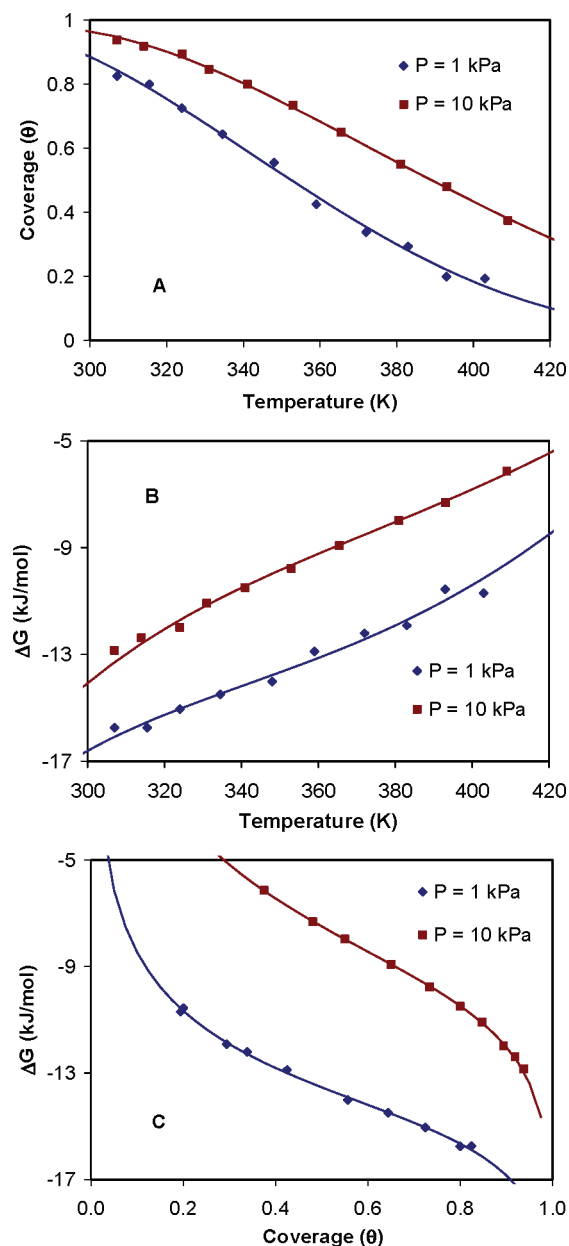 Coverage (θ)
1
0.8
0.6
0.4
0.2
0
P = 1 kPa
P = 10 kPa
A
300 320 340 360 380 400 420
Temperature (K)
ΔG (kJ/mol)
-5
-9
-13
-17
B
P = 1 kPa
P = 10 kPa
300 320 340 360 380 400 420
Temperature (K)
ΔG (kJ/mol)
-5
-9
-13
-17
P = 1 kPa
P = 10 kPa
C
0.0 0.2 0.4 0.6 0.8 1.0
Coverage (θ)